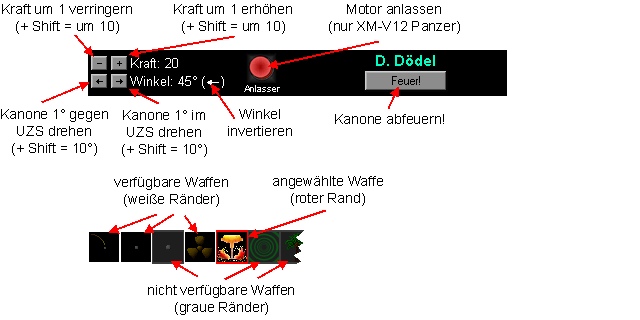 Kraft um 1 verringern
(+ Shift = um 10)
Kraft um 1 erhöhen
(+ Shift = um 10)
Motor anlassen
(nur XM-V12 Panzer)
− + Kraft: 20
← → Winkel: 45° (←)
Anlasser
D. Dödel
Feuer!
Kanone 1° gegen
UZS drehen
(+ Shift = 10°)
Kanone 1° im
UZS drehen
(+ Shift = 10°)
Winkel
invertieren
Kanone abfeuern!
verfügbare Waffen
(weiße Ränder)
angewählte Waffe
(roter Rand)
nicht verfügbare Waffen
(graue Ränder)